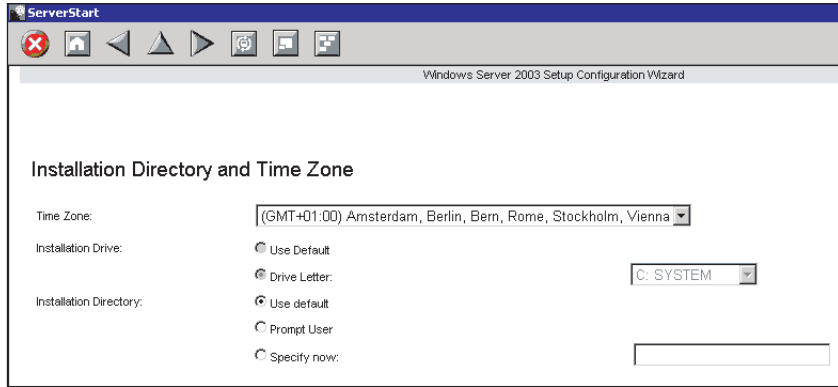 ServerStart
Windows Server 2003 Setup Configuration Wizard
Installation Directory and Time Zone
Time Zone: (GMT+01:00) Amsterdam, Berlin, Bern, Rome, Stockholm, Vienna
Installation Drive: Use Default
Drive Letter: C: SYSTEM
Installation Directory: Use default
Prompt User
Specify now: